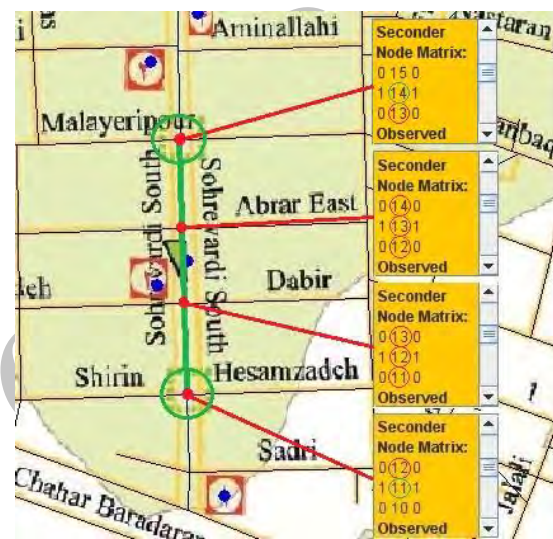 Aminallahi
Nastaran
Malayeripour
Sohrevardi South
Sohrevardi South
Abrar East
Dabir
Shirin
Hesamzadeh
Sadri
Chahar Baradaran
Jalali
Seconder
Node Matrix:
0 15 0
1 14 1
0 13 0
Observed
Seconder
Node Matrix:
0 14 0
1 13 1
0 12 0
Observed
Seconder
Node Matrix:
0 13 0
1 12 1
0 11 0
Observed
Seconder
Node Matrix:
0 12 0
1 11 1
0 10 0
Observed